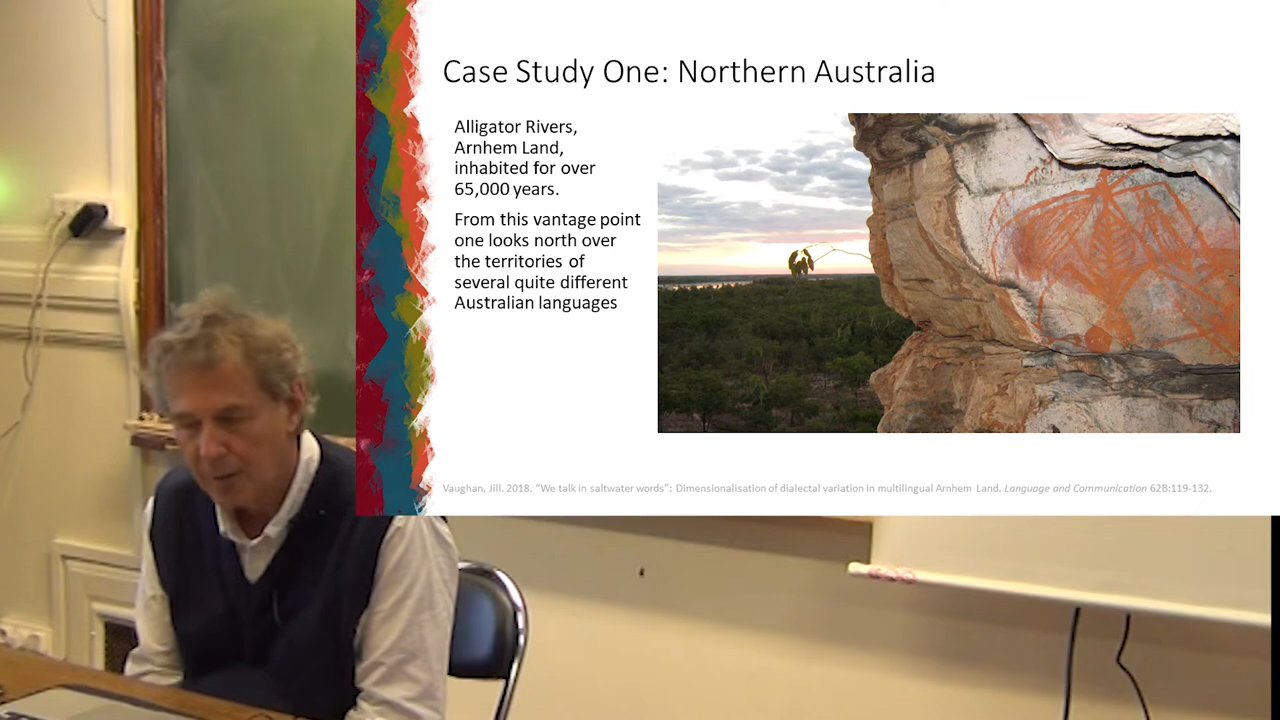 Case Study One: Northern Australia
Alligator Rivers,
Arnhem Land,
inhabited for over
65,000 years.
From this vantage point
one looks north over
the territories of
several quite different
Australian languages
Vaughan, Jill. 2018. “We talk in saltwater words”: Dimensionalisation of dialectal variation in multilingual Arnhem Land. Language and Communication 62B:119-132.